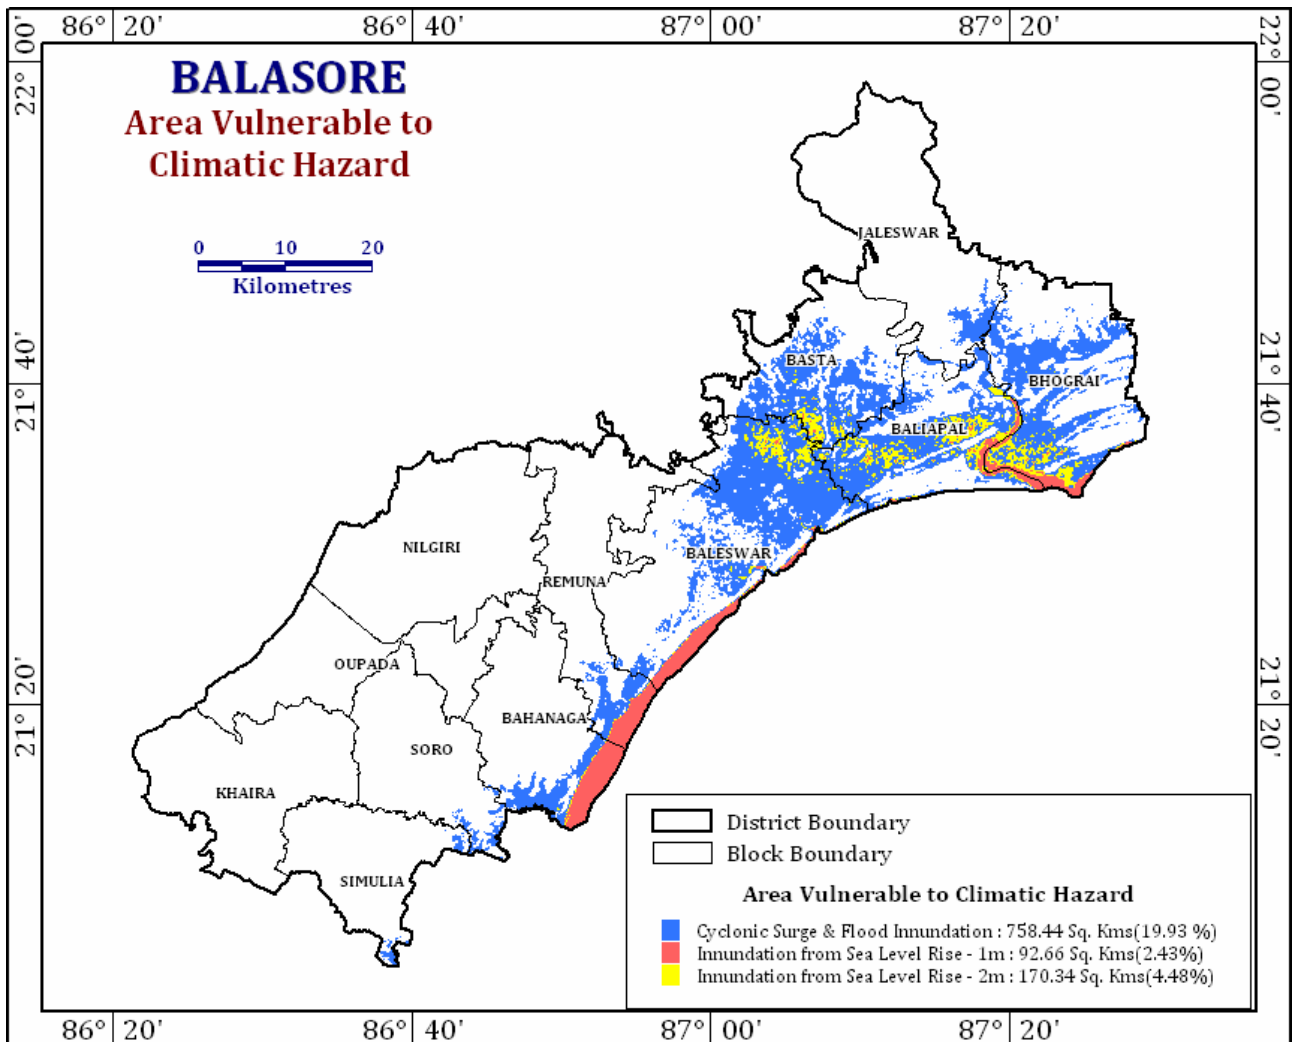 86° 20' 86° 40' 87° 00' 87° 20'
22° 00'
22° 00'
BALASORE
Area Vulnerable to
Climatic Hazard
0 10 20
Kilometres
JALESWAR
21° 40'
21° 40'
BASTA
BHOGRAI
BALIAPAL
NILGIRI
BALESWAR
REMUNA
OUPADA
21° 20'
21° 20'
BAHANAGA
SORO
KHAIRA
SIMULIA
District Boundary
Block Boundary
Area Vulnerable to Climatic Hazard
Cyclonic Surge & Flood Innundation : 758.44 Sq. Kms(19.93 %)
Innundation from Sea Level Rise - 1m : 92.66 Sq. Kms(2.43%)
Innundation from Sea Level Rise - 2m : 170.34 Sq. Kms(4.48%)
86° 20' 86° 40' 87° 00' 87° 20'